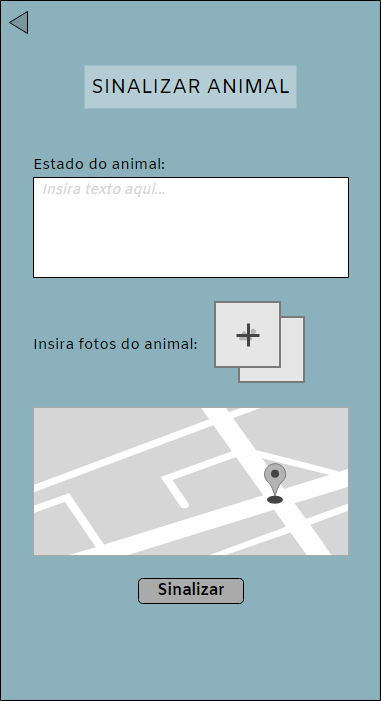 SINALIZAR ANIMAL
Estado do animal:
Insira texto aqui...
Insira fotos do animal:
Sinalizar